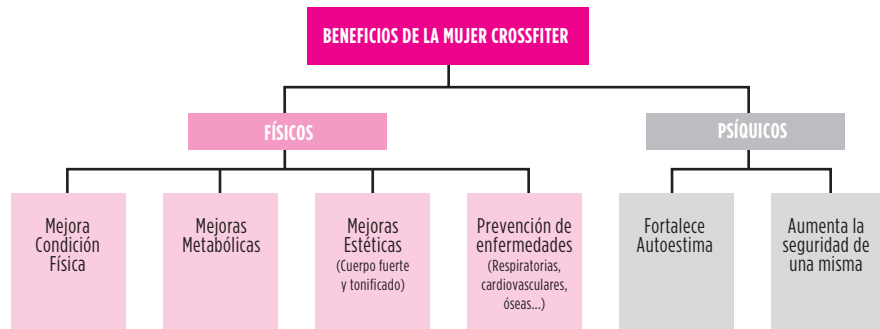 BENEFICIOS DE LA MUJER CROSSFITER
FÍSICOS
PSÍQUICOS
Mejora
Condición
Física
Mejoras
Metabólicas
Mejoras
Estéticas
(Cuerpo fuerte
y tonificado)
Prevención de
enfermedades
(Respiratorias,
cardiovasculares,
óseas...)
Fortalece
Autoestima
Aumenta la
seguridad de
una misma